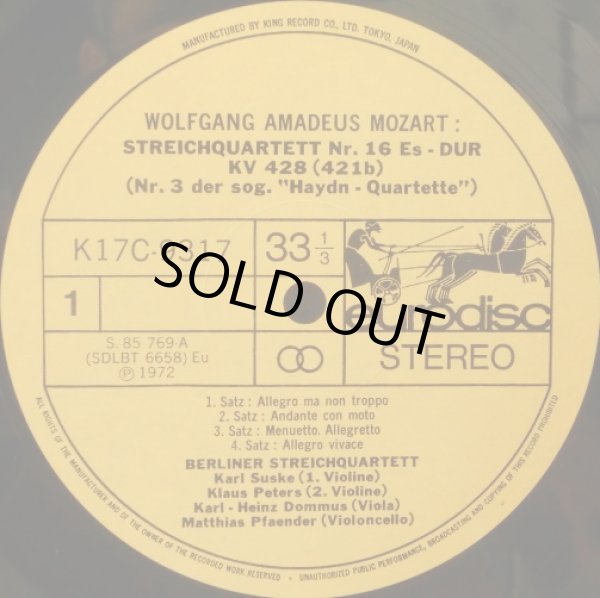 MANUFACTURED BY KING RECORD CO., LTD. TOKYO, JAPAN
WOLFGANG AMADEUS MOZART :
STREICHQUARTETT Nr. 16 Es - DUR
KV 428 (421b)
(Nr. 3 der sog. "Haydn - Quartette")
K17C-9317
33 1/3
1
SOLD OUT
eurodisc
S. 85 769-A
(SDLBT 6658) Eu
Ⓟ 1972
STEREO
1. Satz : Allegro ma non troppo
2. Satz : Andante con moto
3. Satz : Menuetto. Allegretto
4. Satz : Allegro vivace
BERLINER STREICHQUARTETT
Karl Suske (1. Violine)
Klaus Peters (2. Violine)
Karl - Heinz Dommus (Viola)
Matthias Pfaender (Violoncello)
ALL RIGHTS OF THE MANUFACTURER AND OF THE OWNER OF THE RECORDED WORK RESERVED - UNAUTHORIZED PUBLIC PERFORMANCE, BROADCASTING AND COPYING OF THIS RECORD PROHIBITED